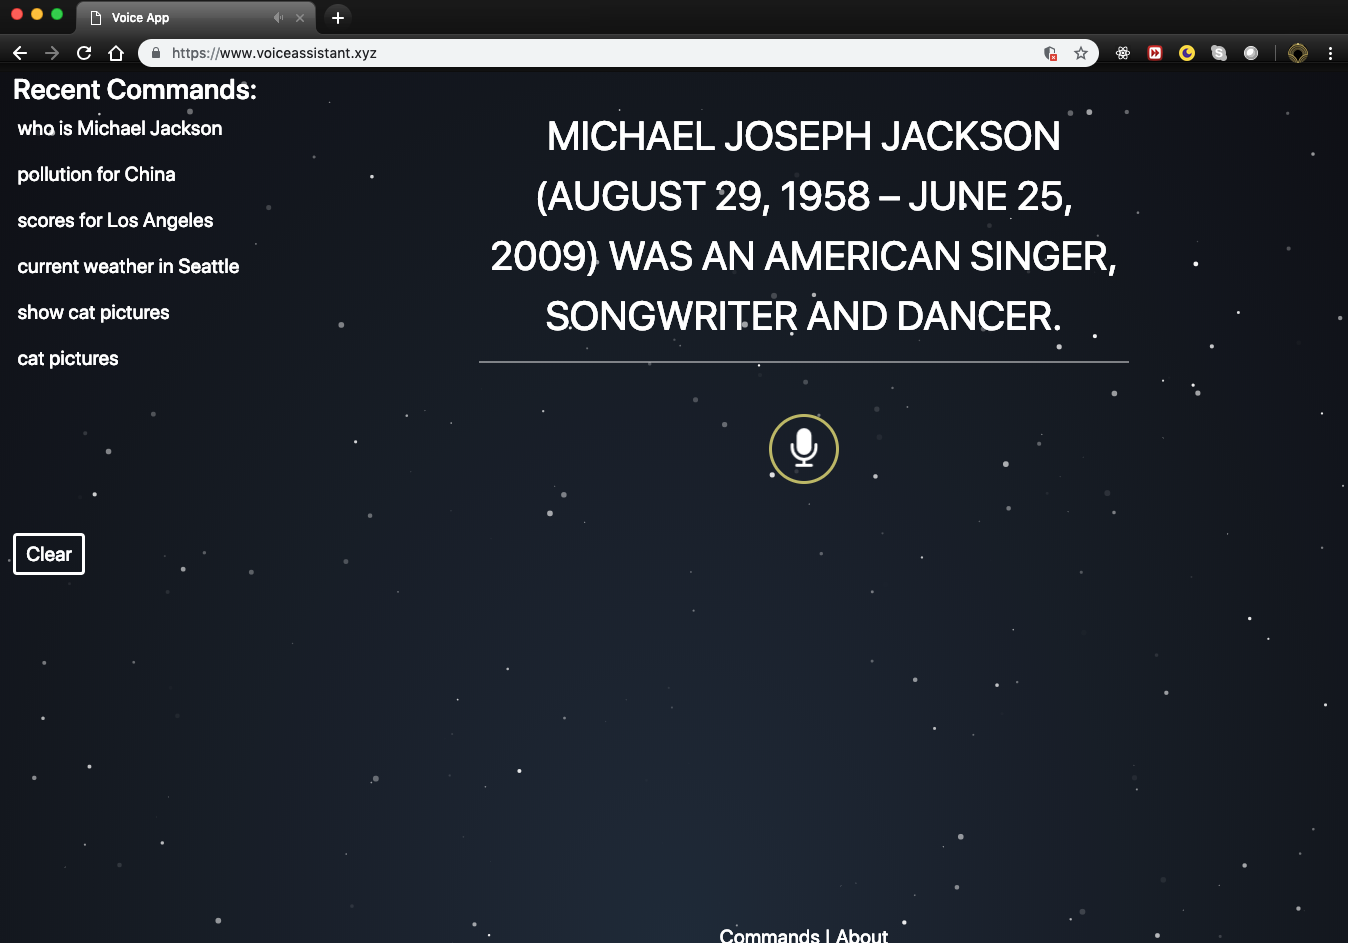 Voice App
https://www.voiceassistant.xyz
Recent Commands:
who is Michael Jackson
pollution for China
scores for Los Angeles
current weather in Seattle
show cat pictures
cat pictures
Clear
MICHAEL JOSEPH JACKSON
(AUGUST 29, 1958 – JUNE 25,
2009) WAS AN AMERICAN SINGER,
SONGWRITER AND DANCER.
Commands | About